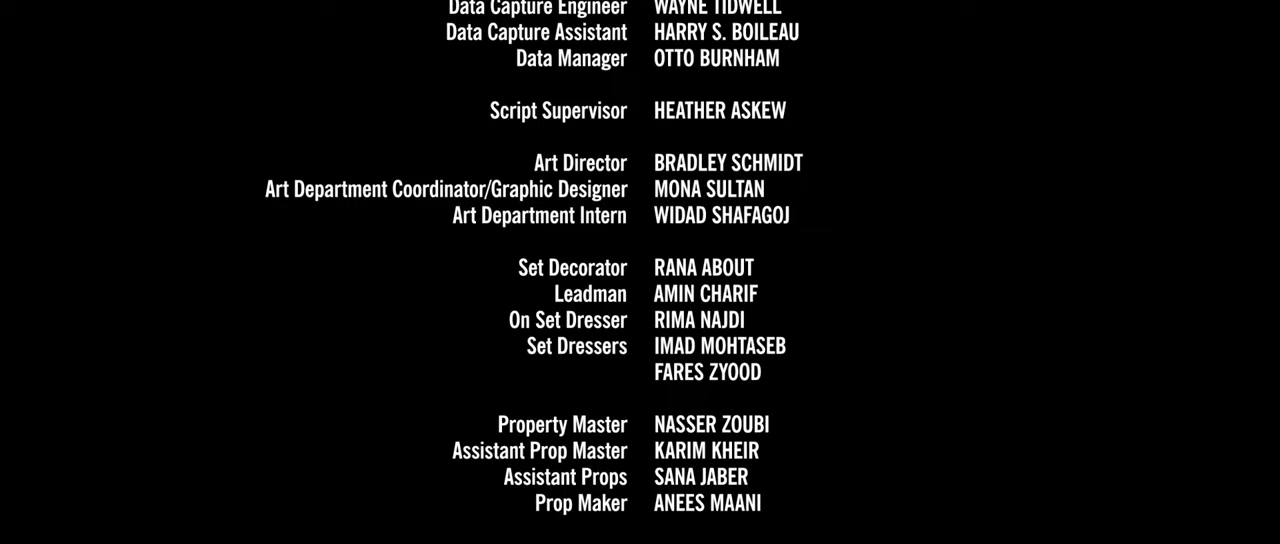 Data Capture Engineer WAYNE TIDWELL
Data Capture Assistant HARRY S. BOILEAU
Data Manager OTTO BURNHAM
Script Supervisor HEATHER ASKEW
Art Director BRADLEY SCHMIDT
Art Department Coordinator/Graphic Designer MONA SULTAN
Art Department Intern WIDAD SHAFAGOJ
Set Decorator RANA ABOUT
Leadman AMIN CHARIF
On Set Dresser RIMA NAJDI
Set Dressers IMAD MOHTASEB
FARES ZYOOD
Property Master NASSER ZOUBI
Assistant Prop Master KARIM KHEIR
Assistant Props SANA JABER
Prop Maker ANEES MAANI